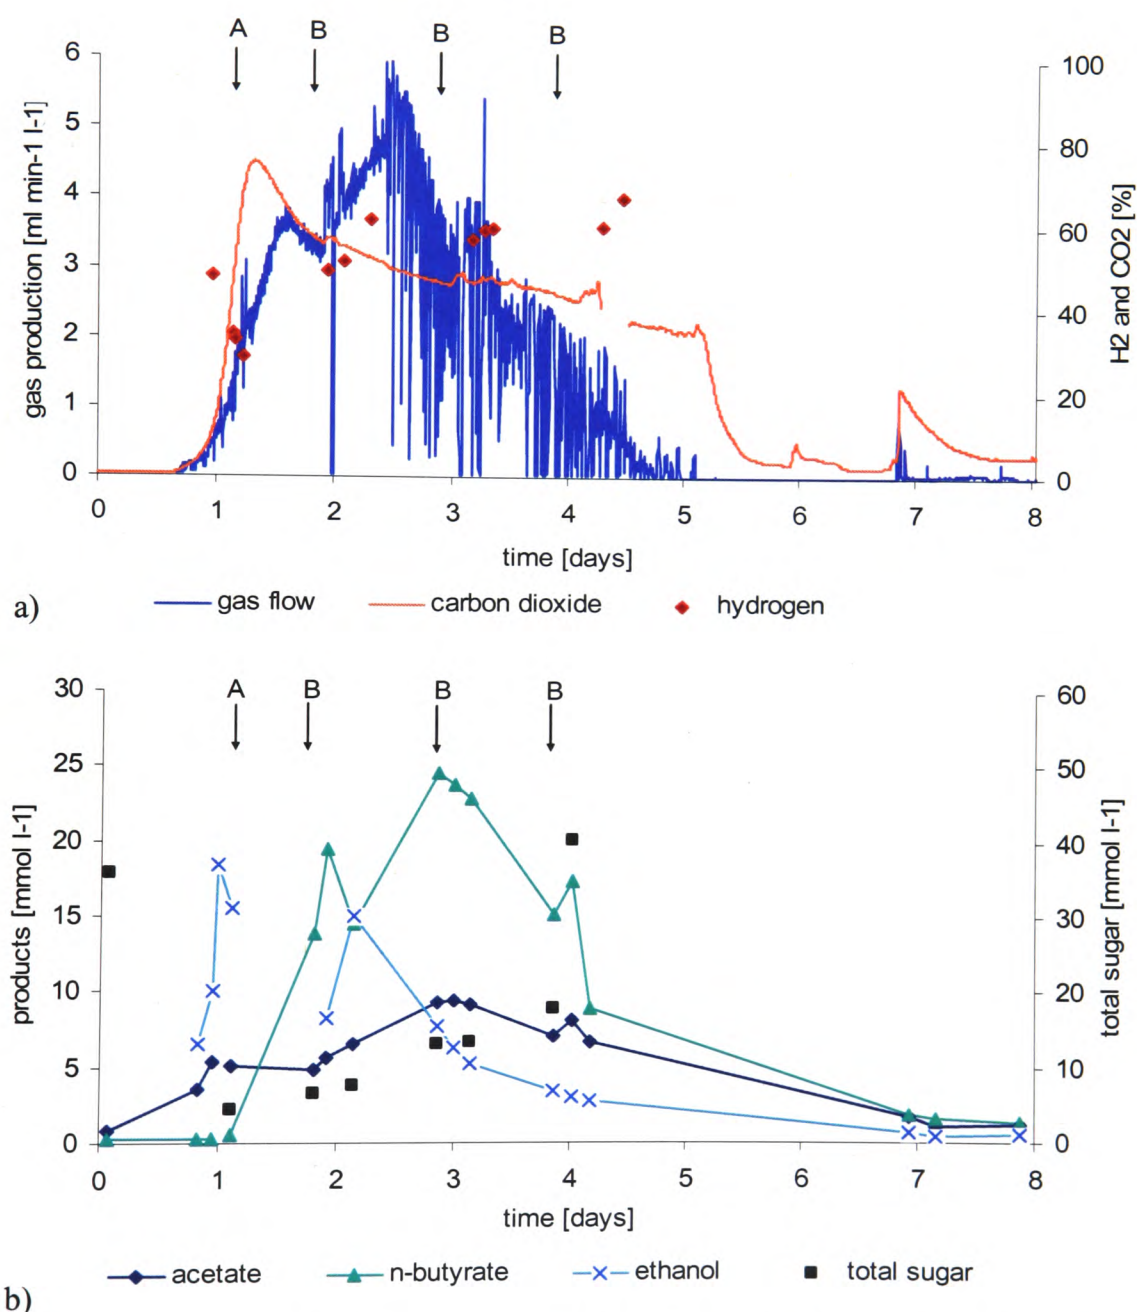 A B B B
6
5
4
3
2
1
0
gas production [ml min-1 l-1]
100
80
60
40
20
0
H2 and CO2 [%]
0 1 2 3 4 5 6 7 8
time [days]
a)
gas flow carbon dioxide hydrogen
A B B B
30
25
20
15
10
5
0
products [mmol l-1]
60
50
40
30
20
10
0
total sugar [mmol l-1]
0 1 2 3 4 5 6 7 8
time [days]
acetate n-butyrate ethanol total sugar
b)